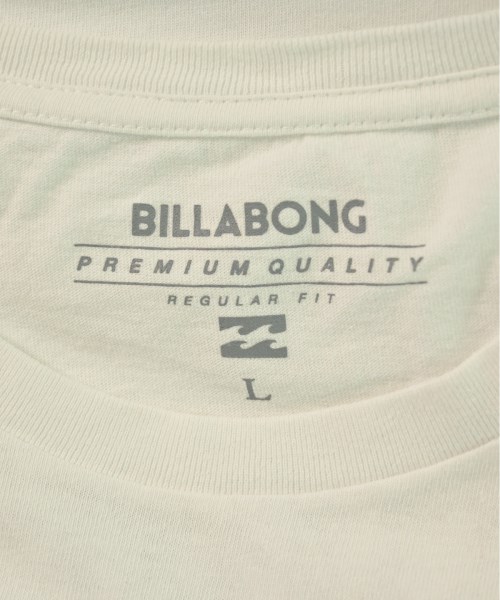 BILLABONG
PREMIUM QUALITY
REGULAR FIT
L